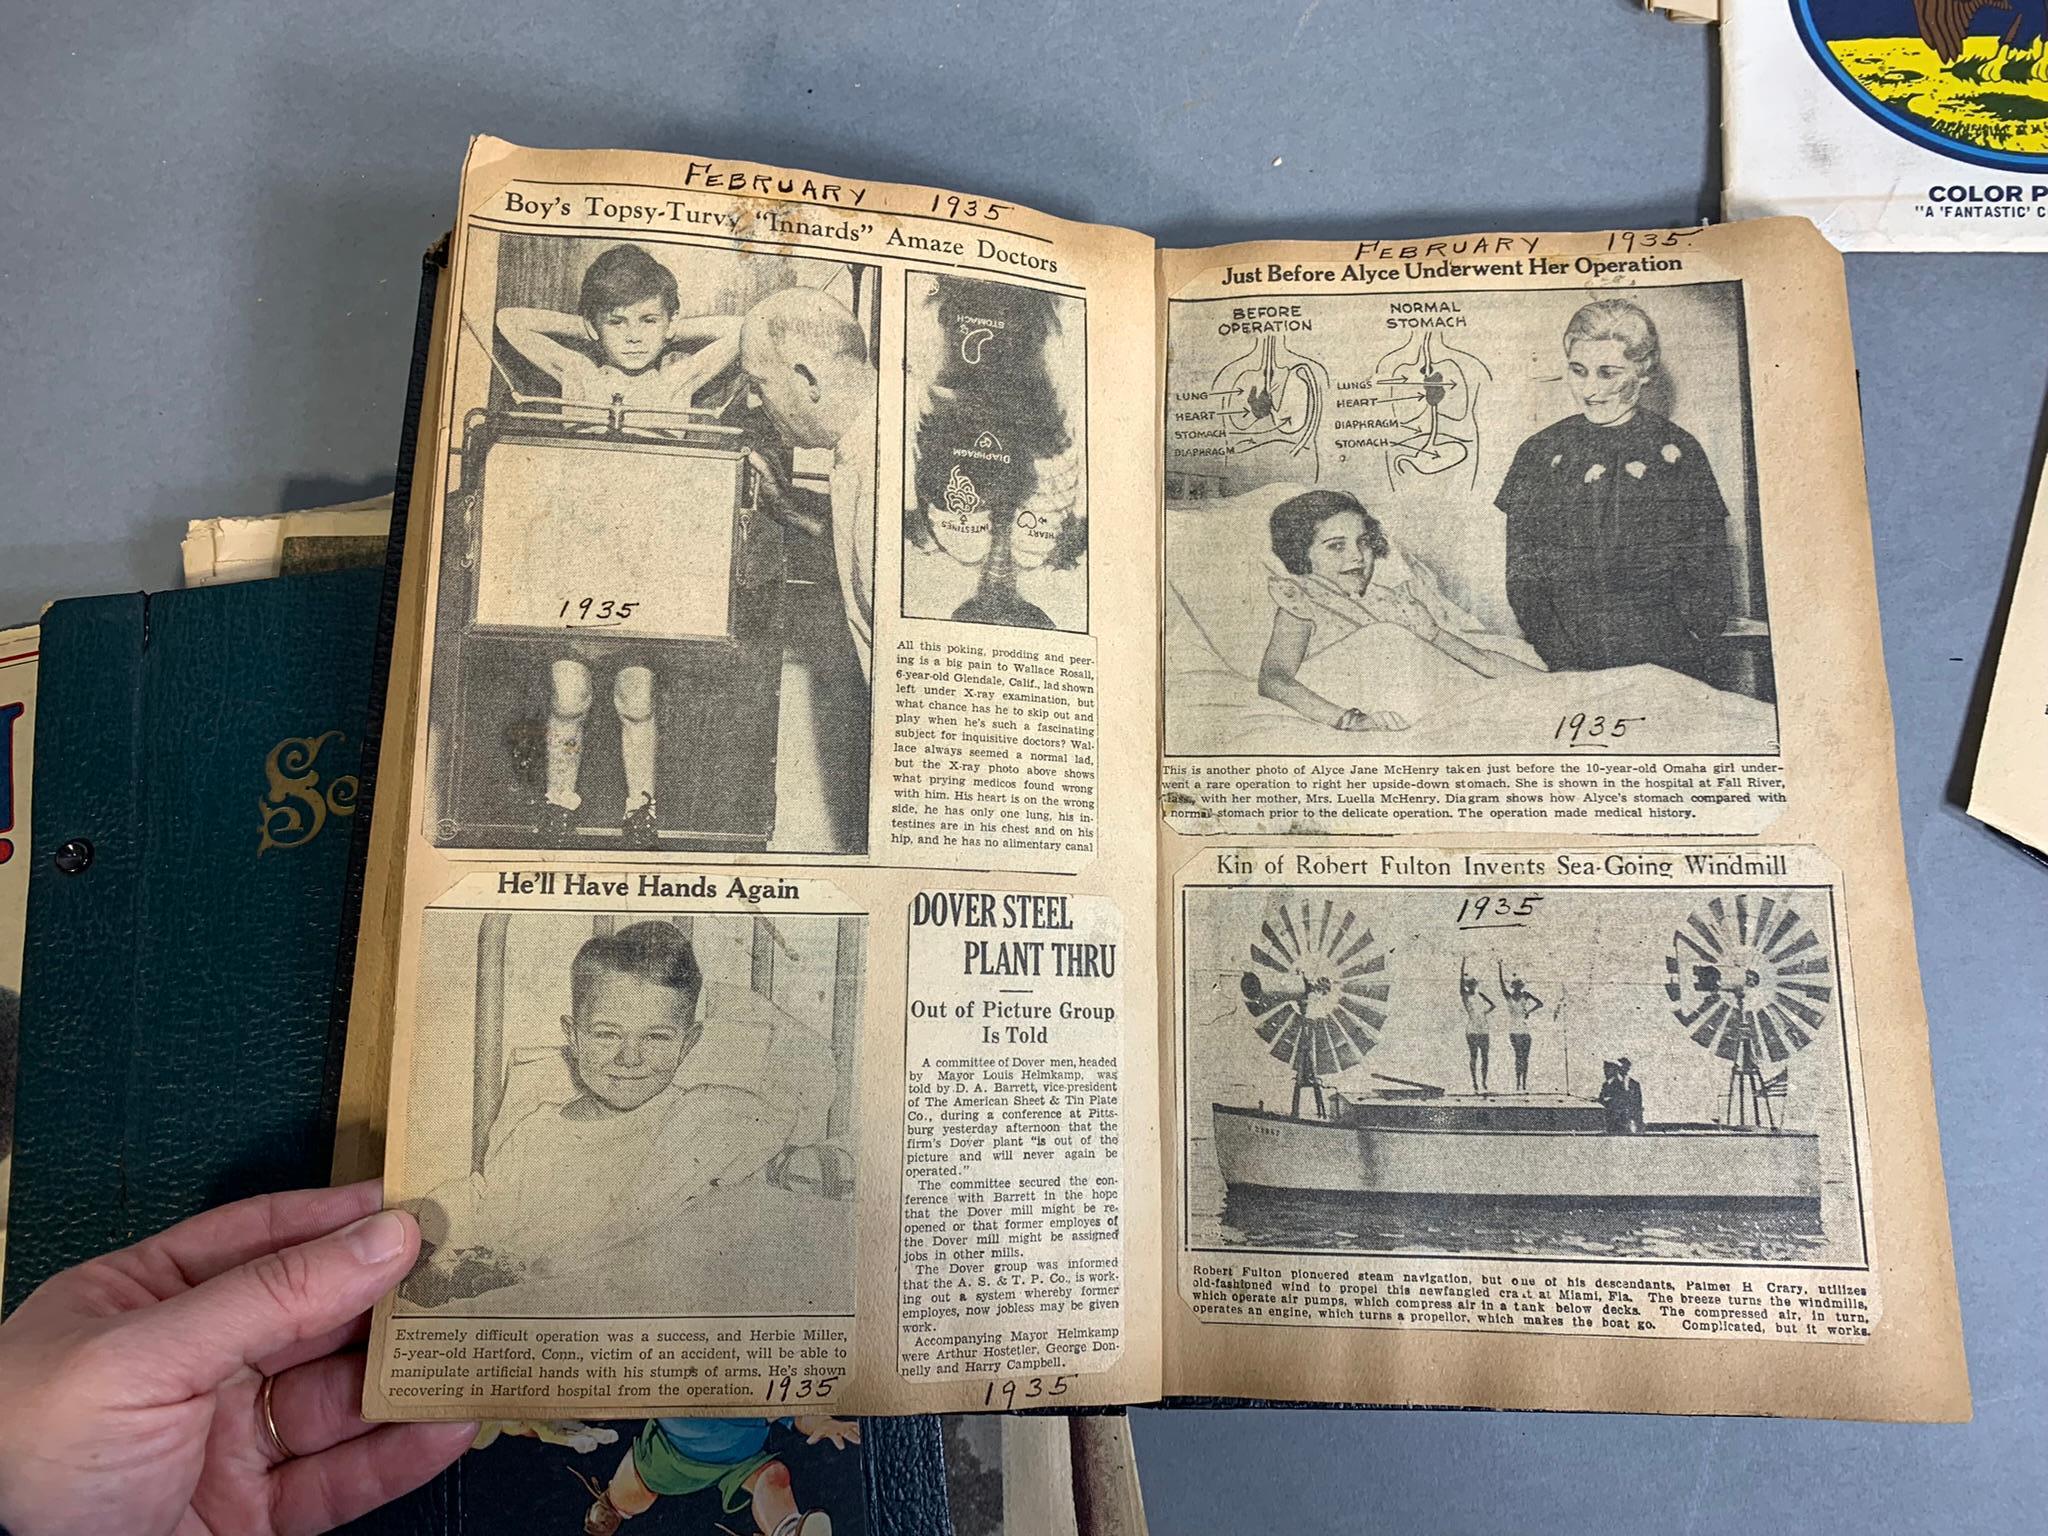 FEBRUARY 1935
Boy's Topsy-Turvy "Innards" Amaze Doctors
1935
STOMACH
DIAPHRAGM
INTESTINES
HEART
All this poking, prodding and peer-
ing is a big pain to Wallace Rosall,
6-year-old Glendale, Calif., lad shown
left under X-ray examination, but
what chance has he to skip out and
play when he's such a fascinating
subject for inquisitive doctors? Wal-
lace always seemed a normal lad,
but the X-ray photo above shows
what prying medicos found wrong
with him. His heart is on the wrong
side, he has only one lung, his in-
testines are in his chest and on his
hip, and he has no alimentary canal
He'll Have Hands Again
Extremely difficult operation was a success, and Herbie Miller,
5-year-old Hartford, Conn., victim of an accident, will be able to
manipulate artificial hands with his stumps of arms. He's shown
recovering in Hartford hospital from the operation. 1935
DOVER STEEL
PLANT THRU
Out of Picture Group
Is Told
A committee of Dover men, headed
by Mayor Louis Helmkamp, was
told by D. A. Barrett, vice-president
of The American Sheet & Tin Plate
Co., during a conference at Pitts-
burg yesterday afternoon that the
firm's Dover plant "is out of the
picture and will never again be
operated."
The committee secured the con-
ference with Barrett in the hope
that the Dover mill might be re-
opened or that former employes of
the Dover mill might be assigned
jobs in other mills.
The Dover group was informed
that the A. S. & T. P. Co., is work-
ing out a system whereby former
employes, now jobless may be given
work.
Accompanying Mayor Helmkamp
were Arthur Hostetler, George Don-
nelly and Harry Campbell.
1935
FEBRUARY 1935.
Just Before Alyce Underwent Her Operation
BEFORE
OPERATION
LUNG
HEART
STOMACH
DIAPHRAGM
NORMAL
STOMACH
LUNGS
HEART
DIAPHRAGM
STOMACH
1935
This is another photo of Alyce Jane McHenry taken just before the 10-year-old Omaha girl under-
went a rare operation to right her upside-down stomach. She is shown in the hospital at Fall River,
Mass., with her mother, Mrs. Luella McHenry. Diagram shows how Alyce's stomach compared with
normal stomach prior to the delicate operation. The operation made medical history.
Kin of Robert Fulton Invents Sea-Going Windmill
1935
Robert Fulton pioneered steam navigation, but one of his descendants, Palmer H Crary, utilizes
old-fashioned wind to propel this newfangled craft at Miami, Fla. The breeze turns the windmills,
which operate air pumps, which compress air in a tank below decks. The compressed air, in turn,
operates an engine, which turns a propellor, which makes the boat go. Complicated, but it works.
COLOR P
"A 'FANTASTIC' C
Sc